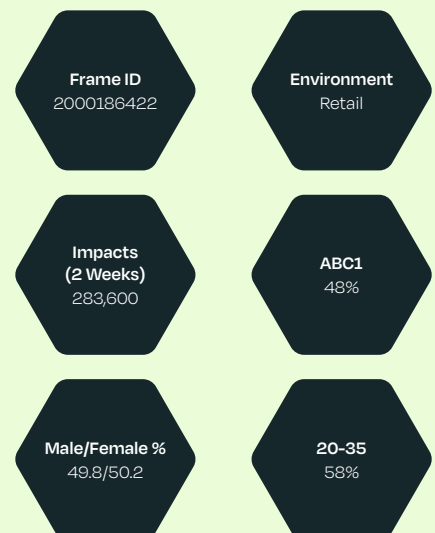 Frame ID
2000186422
Environment
Retail
Impacts
(2 Weeks)
283,600
ABC1
48%
Male/Female %
49.8/50.2
20-35
58%